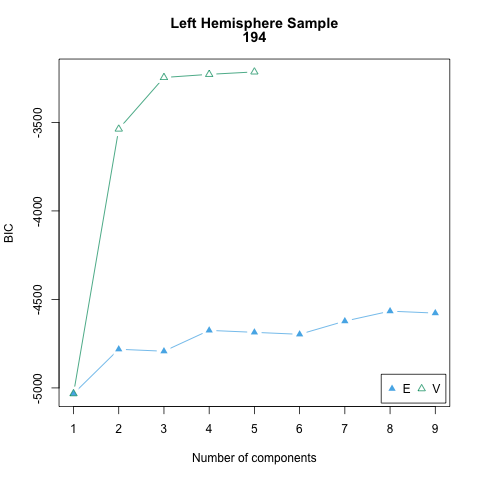 Left Hemisphere Sample
194
BIC
-3500
-4000
-4500
-5000
E V
1 2 3 4 5 6 7 8 9
Number of components